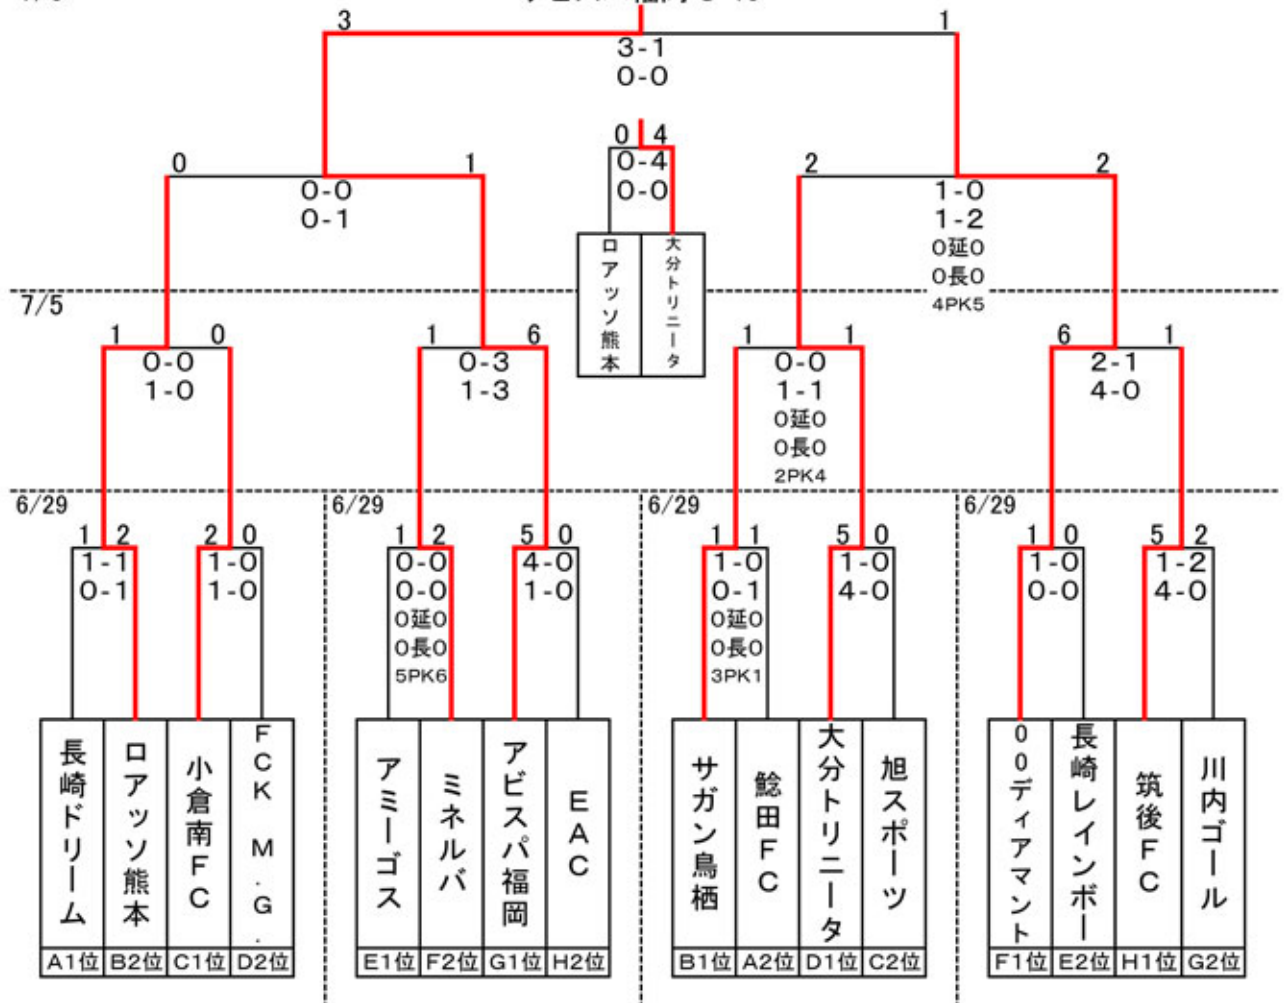 3
1
3-1
0-0
0 4
0-4
0-0
0
1
0-0
0-1
2
2
1-0
1-2
0延0
0長0
4PK5
ロアッソ熊本
大分トリニータ
7/5
1
0
0-0
1-0
1
6
0-3
1-3
1
1
0-0
1-1
0延0
0長0
2PK4
6
1
2-1
4-0
6/29
6/29
6/29
6/29
1 2
1-1
0-1
2 0
1-0
1-0
1 2
0-0
0-0
0延0
0長0
5PK6
5 0
4-0
1-0
1 1
1-0
0-1
0延0
0長0
3PK1
5 0
1-0
4-0
1 0
1-0
0-0
5 2
1-2
4-0
長崎ドリーム
ロアッソ熊本
小倉南FC
FCK M.G.
アミーゴス
ミネルバ
アビスパ福岡
EAC
サガン鳥栖
鯰田FC
大分トリニータ
旭スポーツ
OOディアマント
長崎レインボー
筑後FC
川内ゴール
A1位 B2位 C1位 D2位
E1位 F2位 G1位 H2位
B1位 A2位 D1位 C2位
F1位 E2位 H1位 G2位